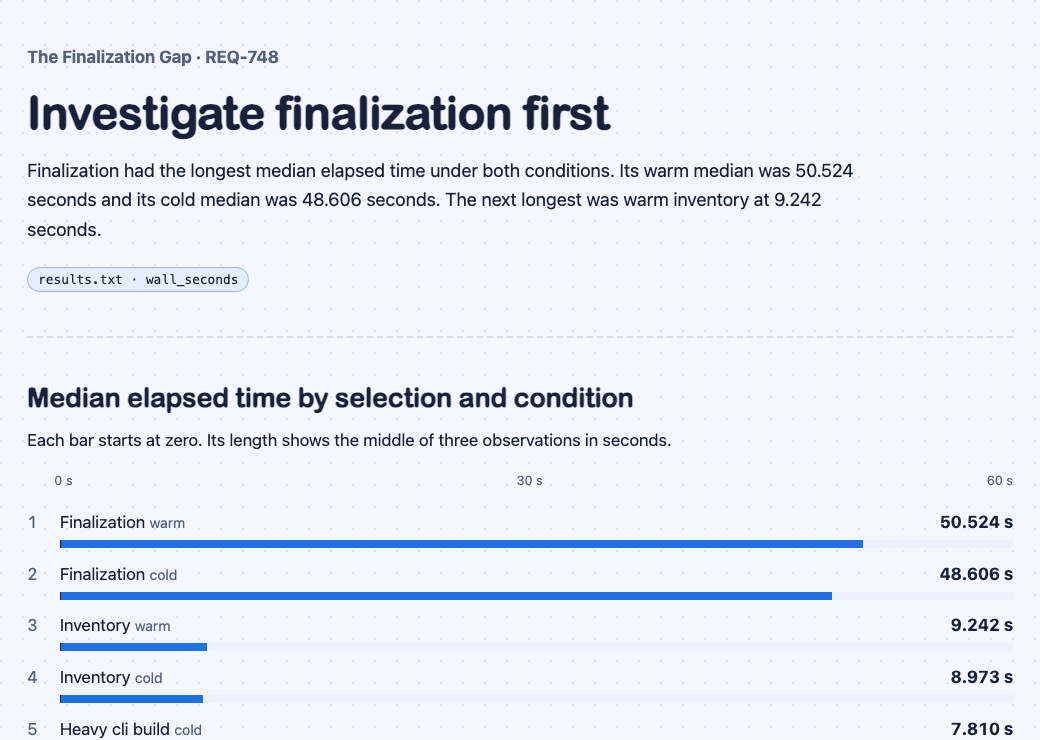 The Finalization Gap · REQ-748
Investigate finalization first
Finalization had the longest median elapsed time under both conditions. Its warm median was 50.524
seconds and its cold median was 48.606 seconds. The next longest was warm inventory at 9.242
seconds.
results.txt · wall_seconds
Median elapsed time by selection and condition
Each bar starts at zero. Its length shows the middle of three observations in seconds.
0 s 30 s 60 s
1 Finalization warm 50.524 s
2 Finalization cold 48.606 s
3 Inventory warm 9.242 s
4 Inventory cold 8.973 s
5 Heavy cli build cold 7.810 s